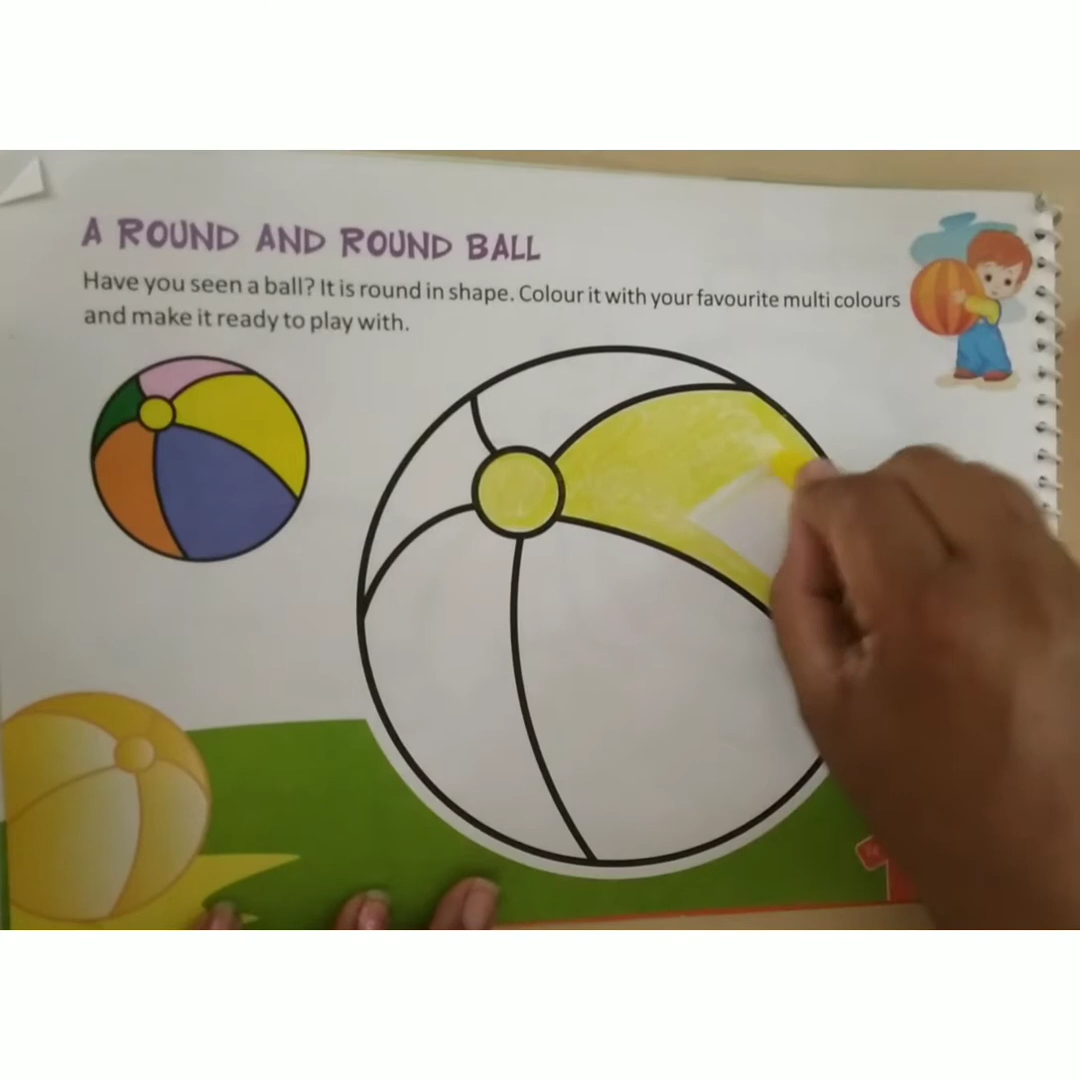 A ROUND AND ROUND BALL
Have you seen a ball? It is round in shape. Colour it with your favourite multi colours
and make it ready to play with.